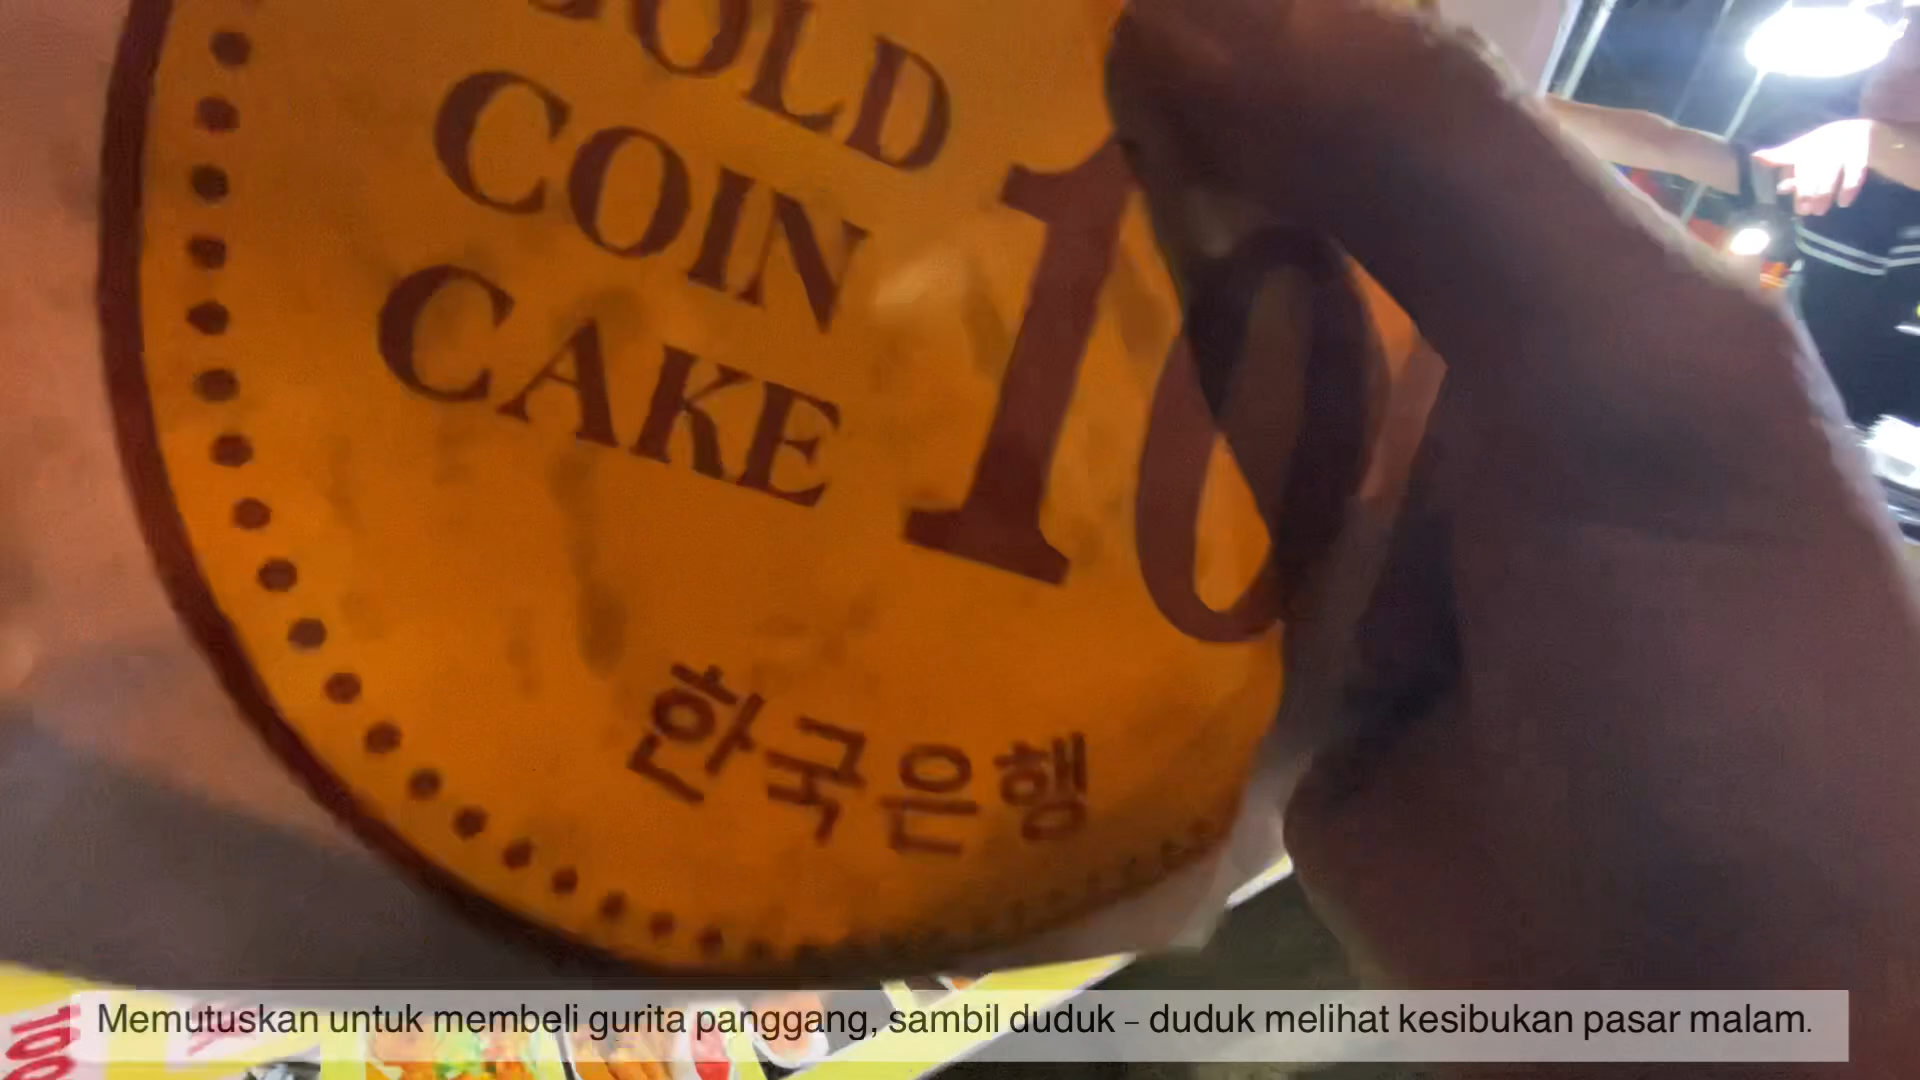 GOLD
COIN
CAKE
10
한국은행
100
Memutuskan untuk membeli gurita panggang, sambil duduk – duduk melihat kesibukan pasar malam.